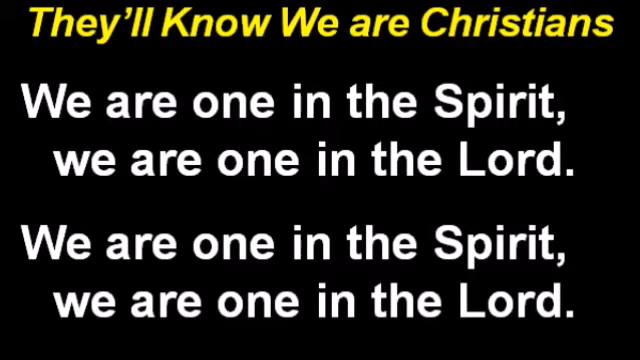 They’ll Know We are Christians
We are one in the Spirit,
we are one in the Lord.
We are one in the Spirit,
we are one in the Lord.